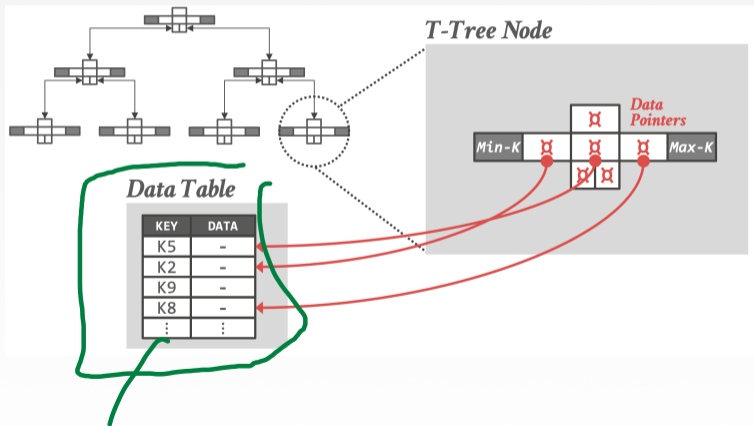 T-Tree Node
Data
Pointers
Min-K
Max-K
Data Table
KEY DATA
K5 -
K2 -
K9 -
K8 -
⋮ ⋮